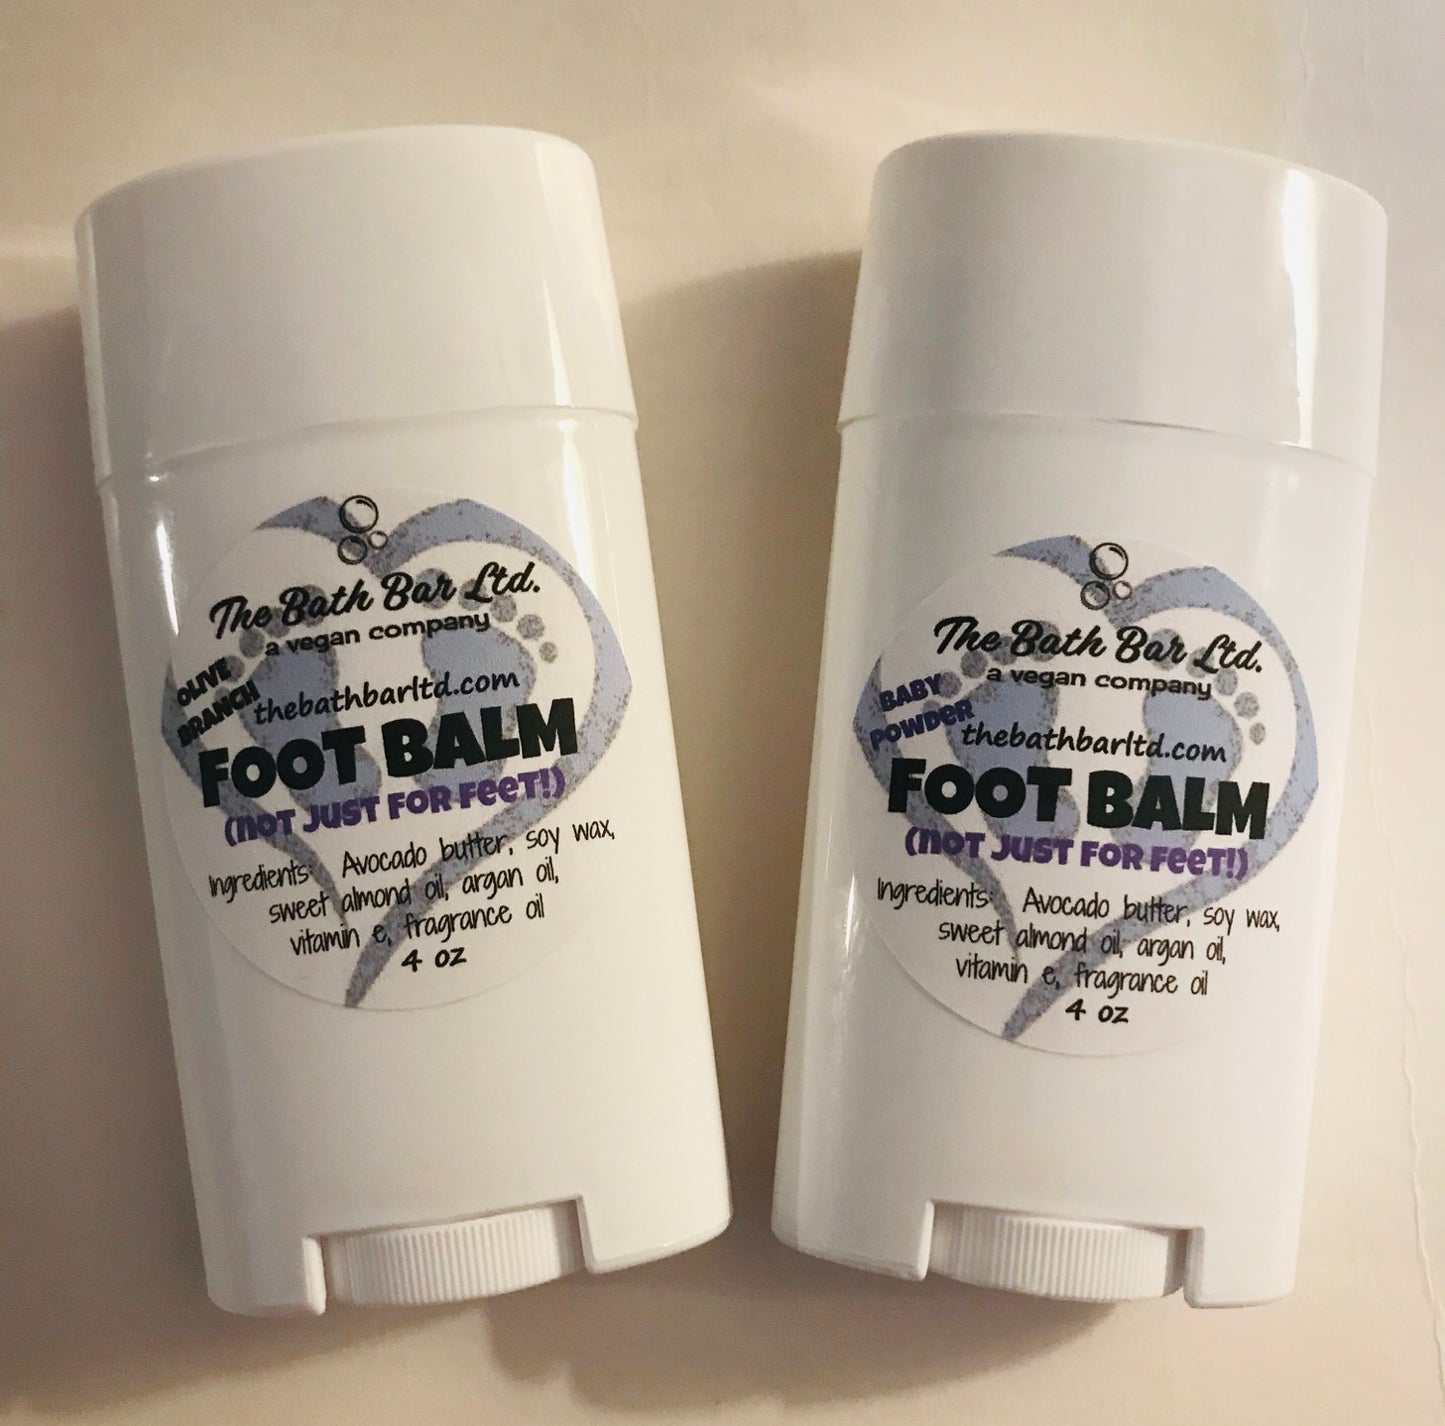 The Bath Bar Ltd.
a vegan company
OLIVE
BRANCH
thebathbarltd.com
FOOT BALM
(not just for feet!)
Ingredients: Avocado butter, soy wax,
sweet almond oil, argan oil,
vitamin e, fragrance oil
4 oz
The Bath Bar Ltd.
a vegan company
BABY
POWDER
thebathbarltd.com
FOOT BALM
(not just for feet!)
Ingredients: Avocado butter, soy wax,
sweet almond oil, argan oil,
vitamin e, fragrance oil
4 oz